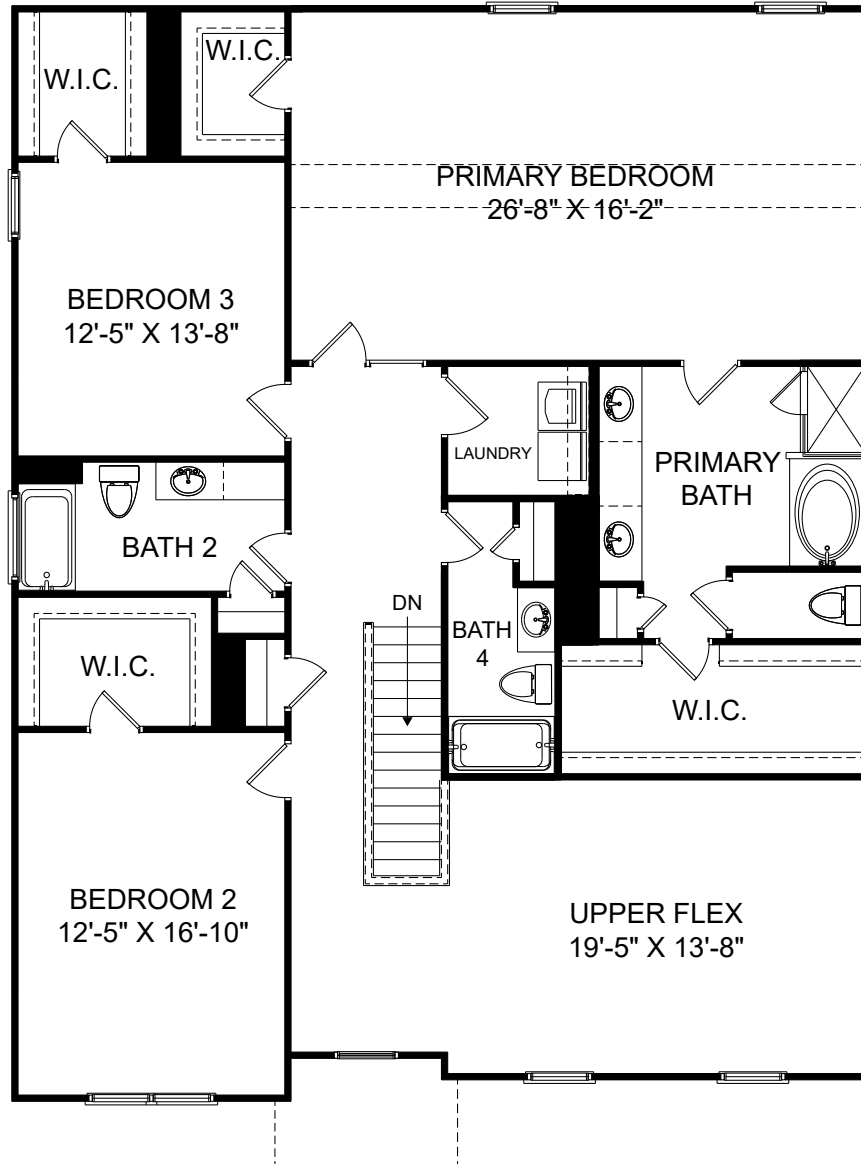 W.I.C.
W.I.C.
PRIMARY BEDROOM
26'-8" X 16'-2"
BEDROOM 3
12'-5" X 13'-8"
LAUNDRY
PRIMARY
BATH
BATH 2
DN
BATH
4
W.I.C.
W.I.C.
BEDROOM 2
12'-5" X 16'-10"
UPPER FLEX
19'-5" X 13'-8"